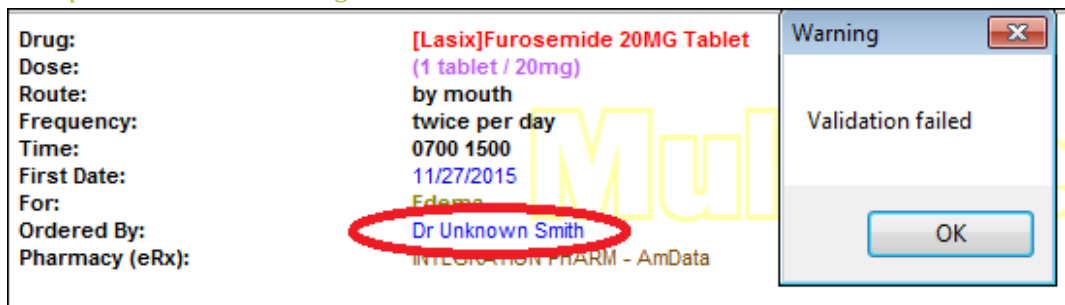 Drug: [Lasix]Furosemide 20MG Tablet
Dose: (1 tablet / 20mg)
Route: by mouth
Frequency: twice per day
Time: 0700 1500
First Date: 11/27/2015
For: Edema
Ordered By: Dr Unknown Smith
Pharmacy (eRx): INTEGRATION PHARM - AmData
Warning
Validation failed
OK
Mul